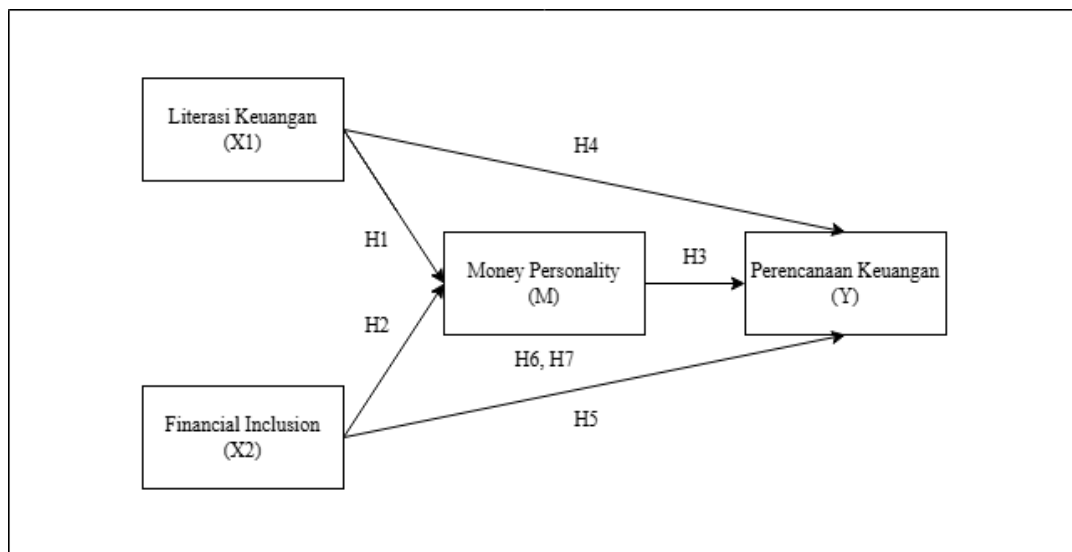 Literasi Keuangan
(X1)
H4
H1
Money Personality
(M)
H3
Perencanaan Keuangan
(Y)
H2
H6, H7
Financial Inclusion
(X2)
H5